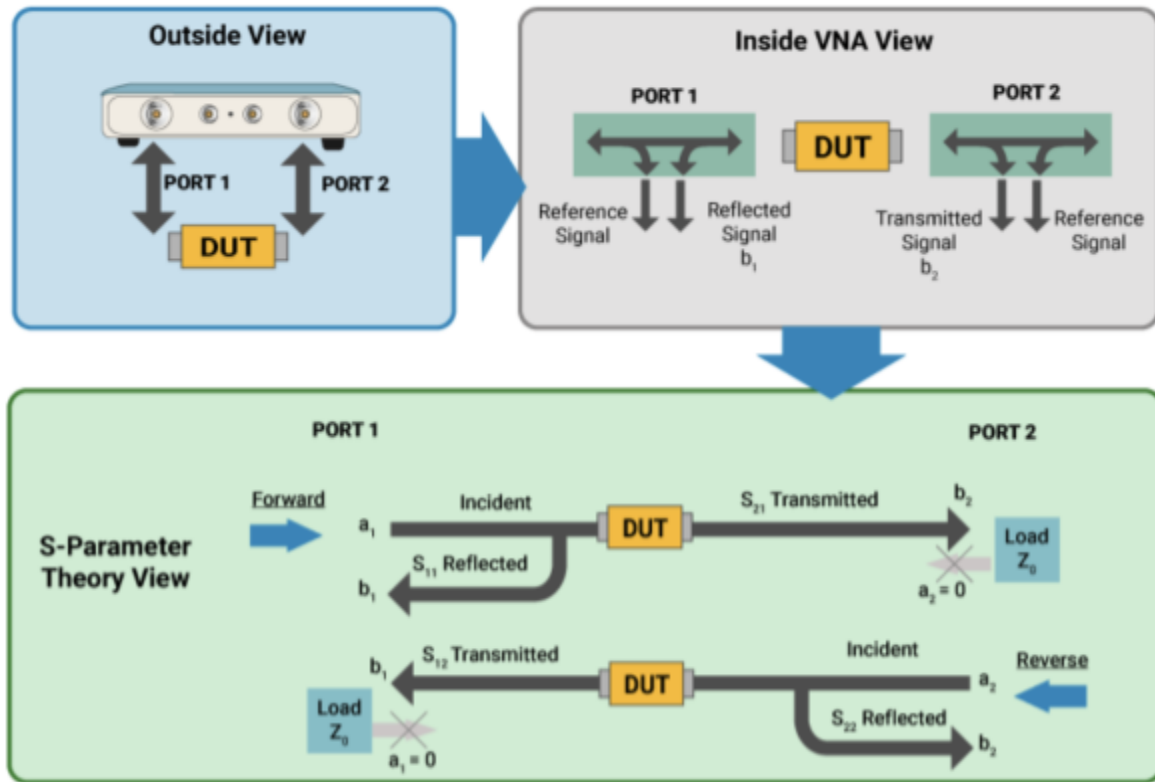 Outside View
PORT 1
PORT 2
DUT
Inside VNA View
PORT 1
PORT 2
DUT
Reference
Signal
Reflected
Signal
b₁
Transmitted
Signal
b₂
Reference
Signal
S-Parameter
Theory View
PORT 1
PORT 2
Forward
a₁
Incident
DUT
S₂₁ Transmitted
b₂
Load
Z₀
S₁₁ Reflected
b₁
a₂ = 0
b₁
S₁₂ Transmitted
DUT
Incident
a₂
Reverse
Load
Z₀
a₁ = 0
S₂₂ Reflected
b₂